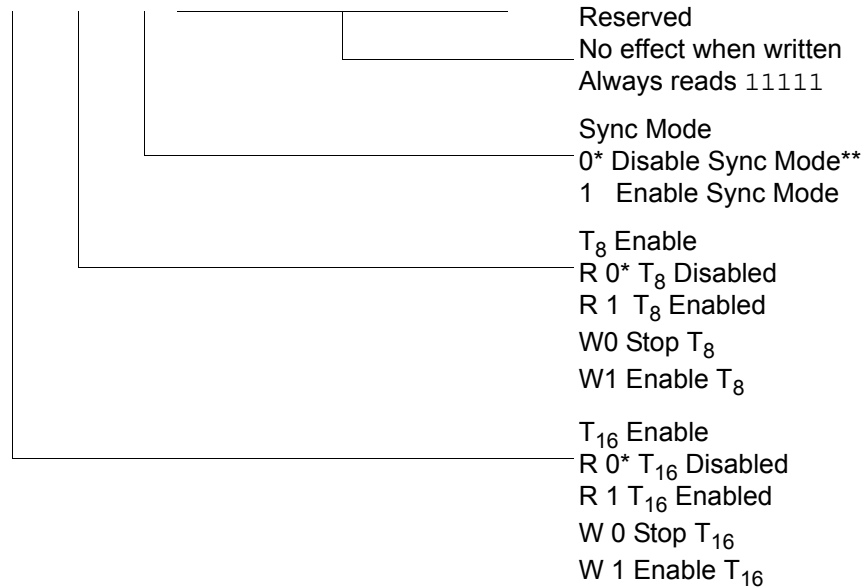 Reserved
No effect when written
Always reads 11111
Sync Mode
0* Disable Sync Mode**
1 Enable Sync Mode
T8 Enable
R 0* T8 Disabled
R 1 T8 Enabled
W0 Stop T8
W1 Enable T8
T16 Enable
R 0* T16 Disabled
R 1 T16 Enabled
W 0 Stop T16
W 1 Enable T16